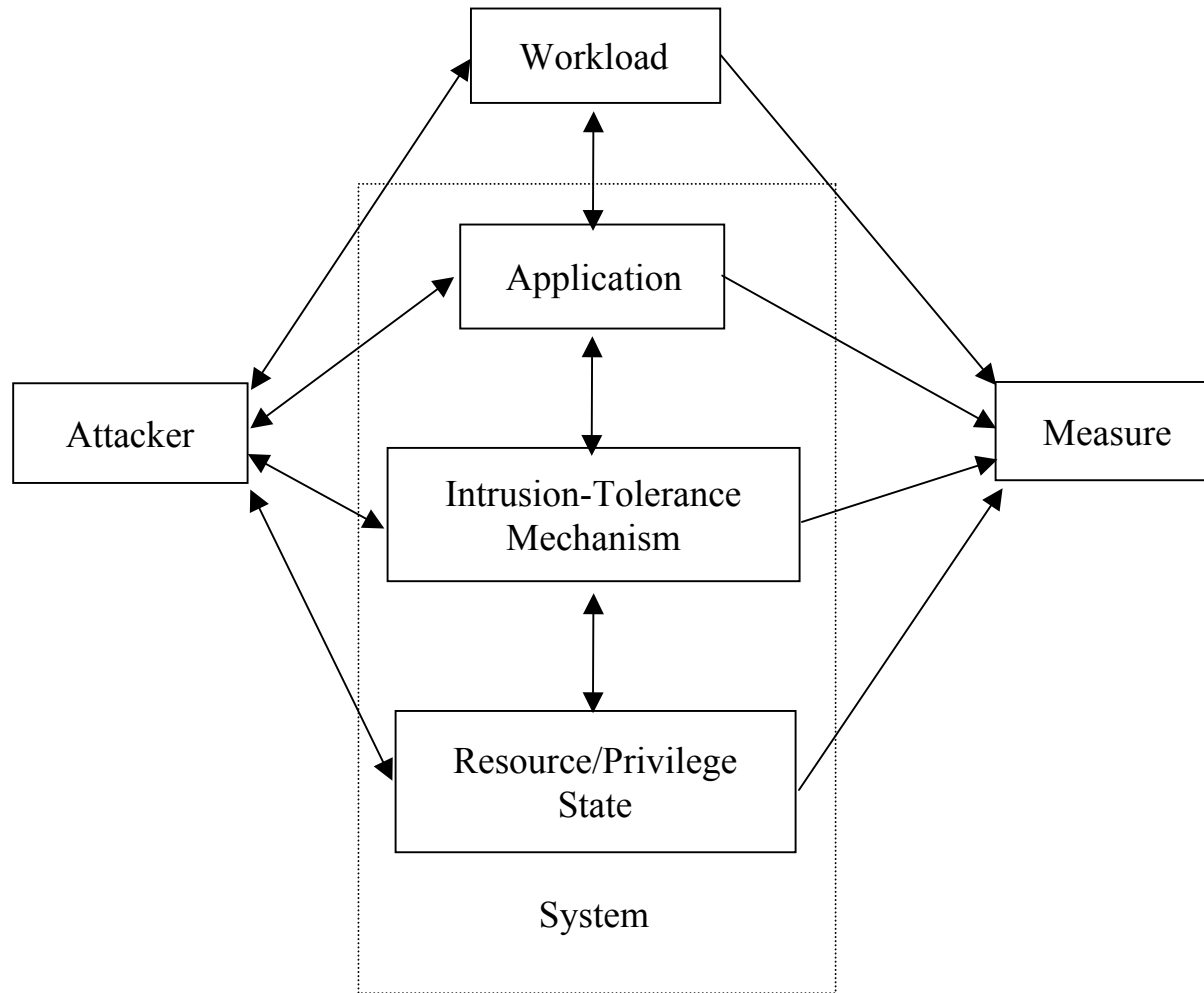 Workload
Application
Attacker
Measure
Intrusion-Tolerance
Mechanism
Resource/Privilege
State
System